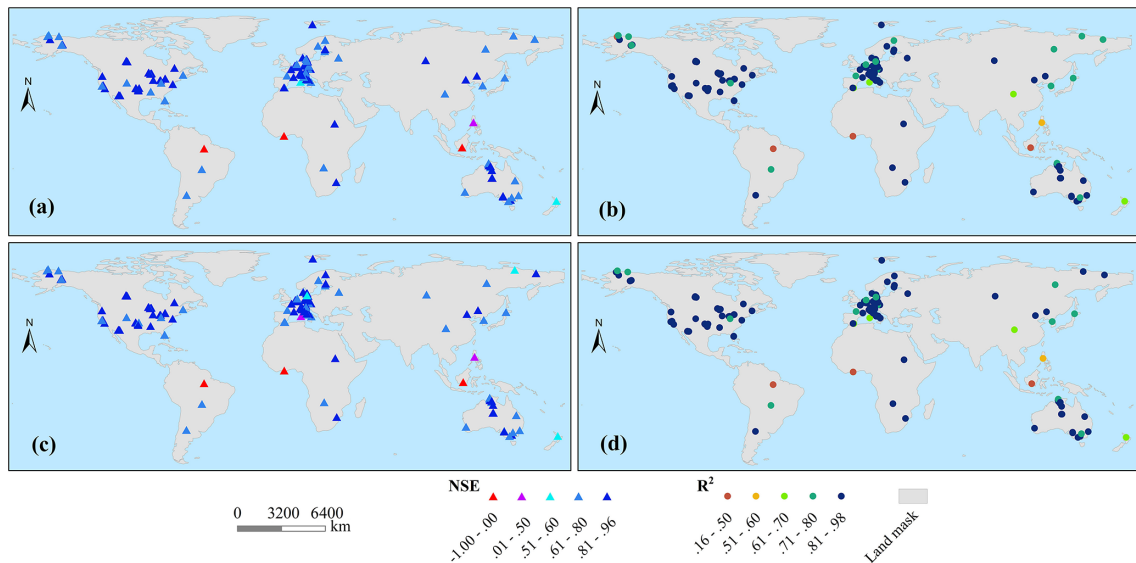 N
(a)
N
(b)
N
(c)
N
(d)
NSE
R²
0 3200 6400
km
-1.00 - .00
.01 - .50
.51 - .60
.61 - .80
.81 - .96
.16 - .50
.51 - .60
.61 - .70
.71 - .80
.81 - .98
Land mask